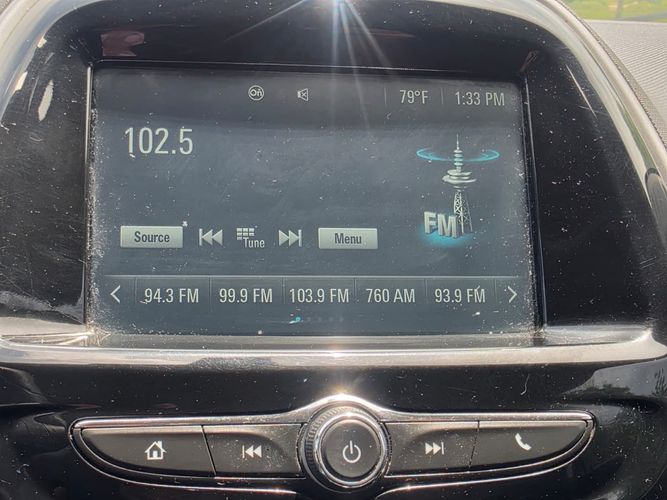 On 79°F 1:33 PM
102.5
FM
Source Tune Menu
94.3 FM 99.9 FM 103.9 FM 760 AM 93.9 FM